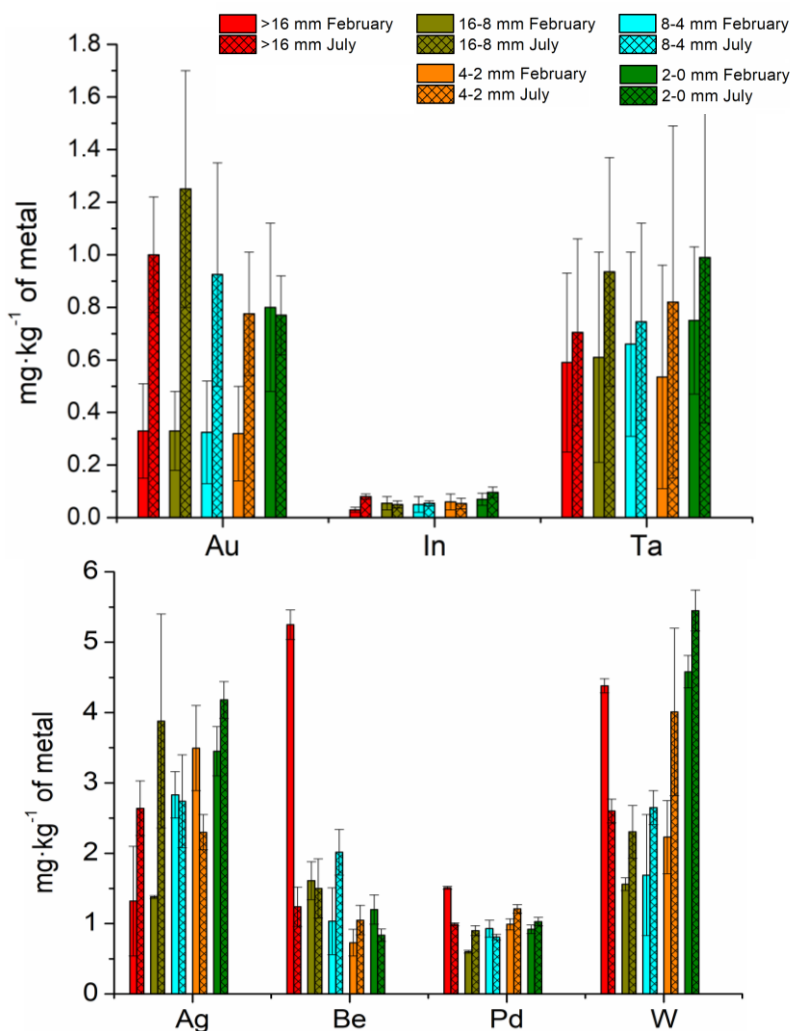 >16 mm February 16-8 mm February 8-4 mm February
>16 mm July 16-8 mm July 8-4 mm July
4-2 mm February 2-0 mm February
4-2 mm July 2-0 mm July
mg·kg⁻¹ of metal
1.8
1.6
1.4
1.2
1.0
0.8
0.6
0.4
0.2
0.0
Au In Ta
mg·kg⁻¹ of metal
6
5
4
3
2
1
0
Ag Be Pd W